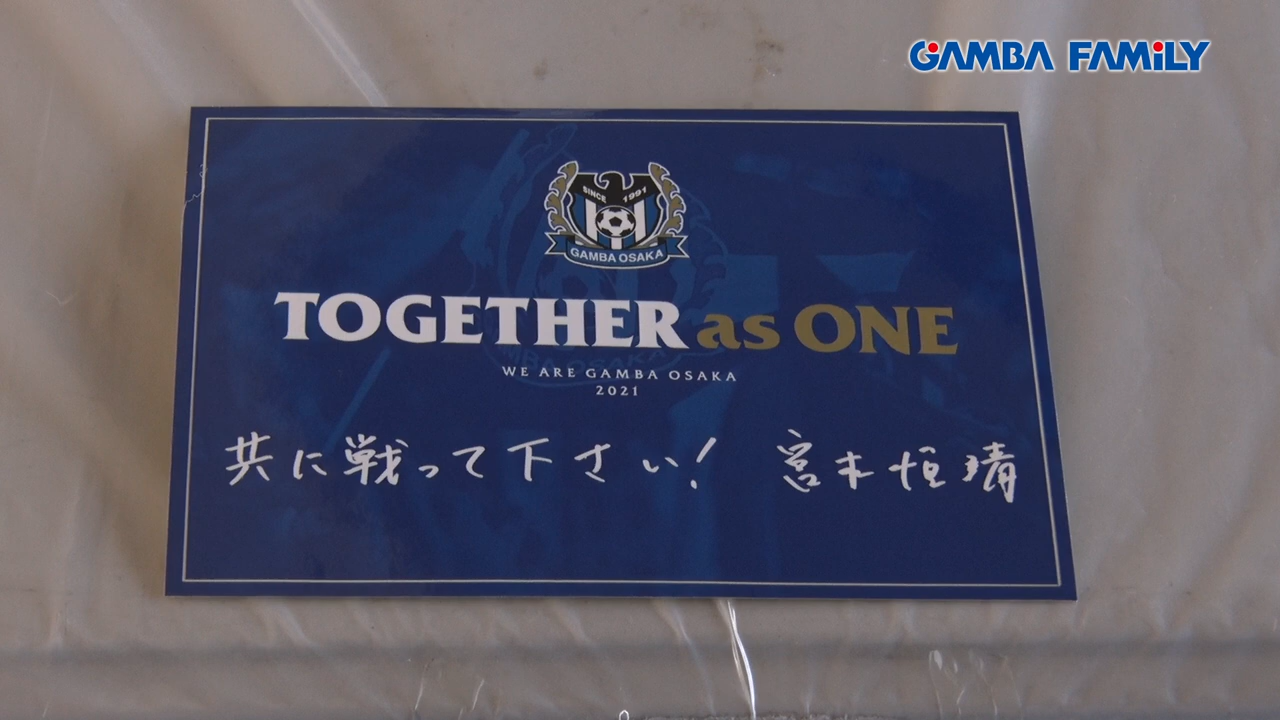 GAMBA FAMiLY
SINCE 1991
GAMBA OSAKA
TOGETHER as ONE
WE ARE GAMBA OSAKA
2021
共に戦って下さい! 宮本恒靖